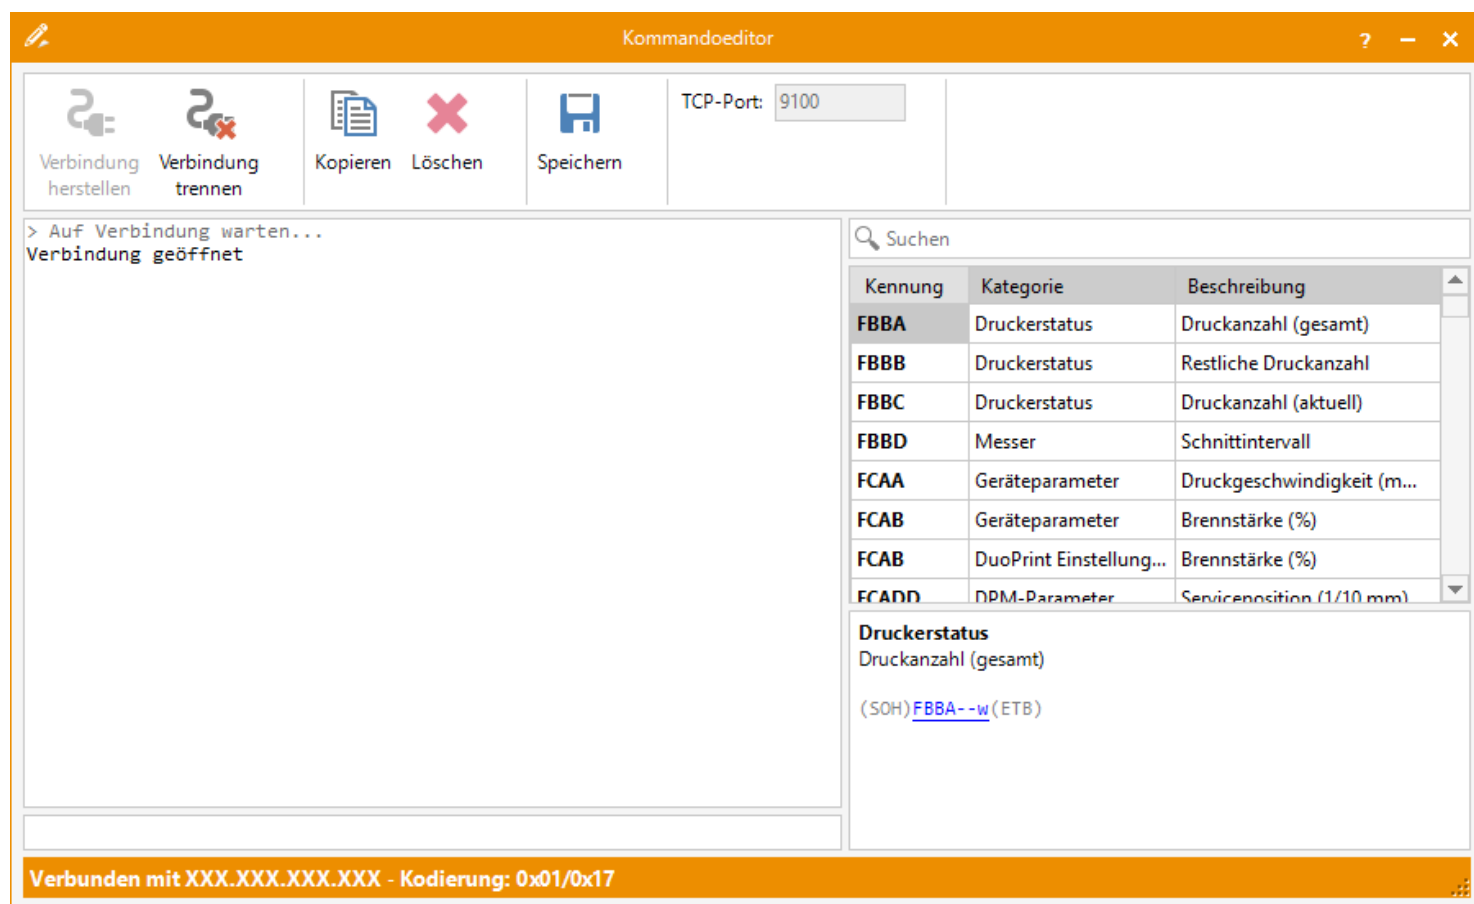 Kommandoeditor ?
Verbindung herstellen
Verbindung trennen
Kopieren
Löschen
Speichern
TCP-Port: 9100
> Auf Verbindung warten...
Verbindung geöffnet
Suchen
Kennung Kategorie Beschreibung
FBBA Druckerstatus Druckanzahl (gesamt)
FBBB Druckerstatus Restliche Druckanzahl
FBBC Druckerstatus Druckanzahl (aktuell)
FBBD Messer Schnittintervall
FCAA Geräteparameter Druckgeschwindigkeit (m...
FCAB Geräteparameter Brennstärke (%)
FCAB DuoPrint Einstellung... Brennstärke (%)
FCADD DPM-Parameter Serviceposition (1/10 mm)
Druckerstatus
Druckanzahl (gesamt)
(SOH)FBBA--w(ETB)
Verbunden mit XXX.XXX.XXX.XXX - Kodierung: 0x01/0x17